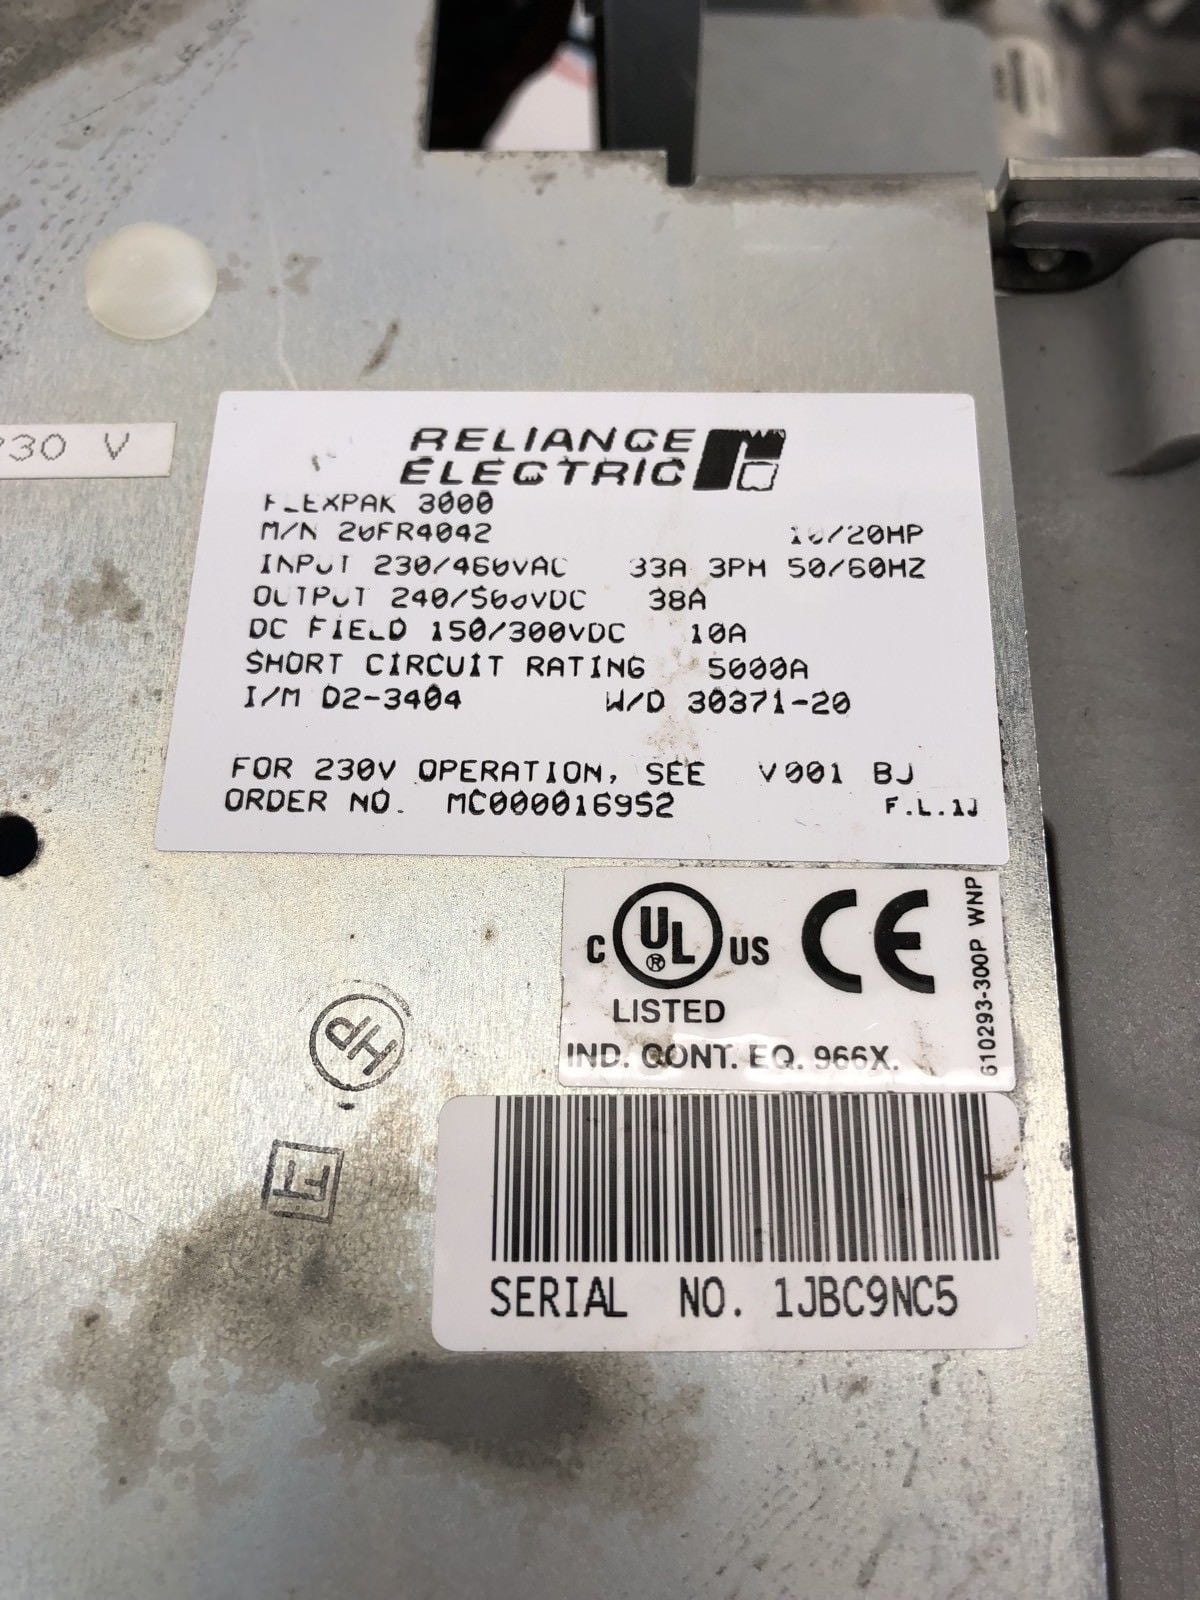 30 V
RELIANCE
ELECTRIC
FLEXPAK 3000
M/N 20FR4042 10/20HP
INPUT 230/460VAC 33A 3PH 50/60HZ
OUTPUT 240/500VDC 38A
DC FIELD 150/300VDC 10A
SHORT CIRCUIT RATING 5000A
I/M D2-3404 W/D 30371-20
FOR 230V OPERATION, SEE V001 BJ
ORDER NO. MC000016952 F.L.1J
C UL ® US CE
LISTED
IND. CONT. EQ. 966X.
610293-300P WNP
HP
SERIAL NO. 1JBC9NC5